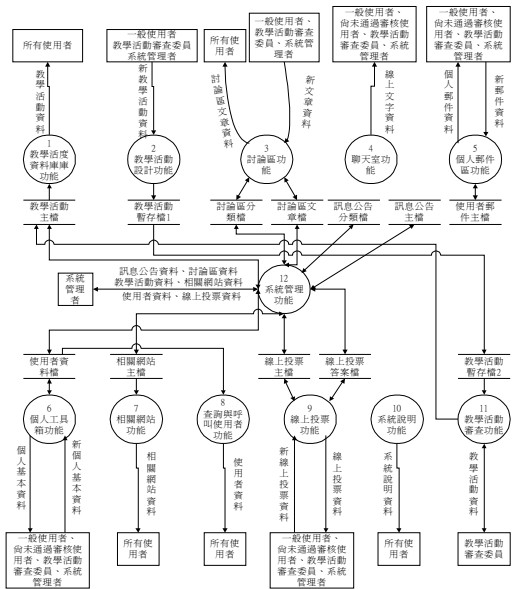 所有使用者
一般使用者、
教學活動審查委員
系統管理者
所有使
用者
一般使用者、
教學活動審查
委員、系統管
理者
一般使用者、
尚未通過審核使
用者、教學活動
審查委員、系統
管理者
一般使用者、
尚未通過審核使
用者、教學活動
審查委員、系統
管理者
教學活動資料
新教學活動資料
討論區文章資料
新文章資料
線上文字資料
個人郵件資料
新郵件資料
1
教學活度
資料庫庫
功能
2
教學活動
設計功能
3
討論區功
能
4
聊天室功
能
5
個人郵件
區功能
教學活動
主檔
教學活動
暫存檔1
討論區分
類檔
討論區文
章檔
訊息公告
分類檔
訊息公告
主檔
使用者郵
件主檔
系統管
理者
訊息公告資料、討論區資料
教學活動資料、相關網站資料
使用者資料、線上投票資料
12
系統管理
功能
使用者資
料檔
相關網站
主檔
線上投票
主檔
線上投票
答案檔
教學活動
暫存檔2
6
個人工具
箱功能
7
相關網站
功能
8
查詢與呼
叫使用者
功能
9
線上投票
功能
10
系統說明
功能
11
教學活動
審查功能
個人基本資料
新個人基本資料
相關網站資料
使用者資料
新線上投票資料
線上投票資料
系統說明資料
教學活動資料
一般使用者、
尚未通過審核使
用者、教學活動
審查委員、系統
管理者
所有使
用者
所有使
用者
一般使用者、
尚未通過審核使
用者、教學活動
審查委員、系統
管理者
所有使
用者
教學活動
審查委員